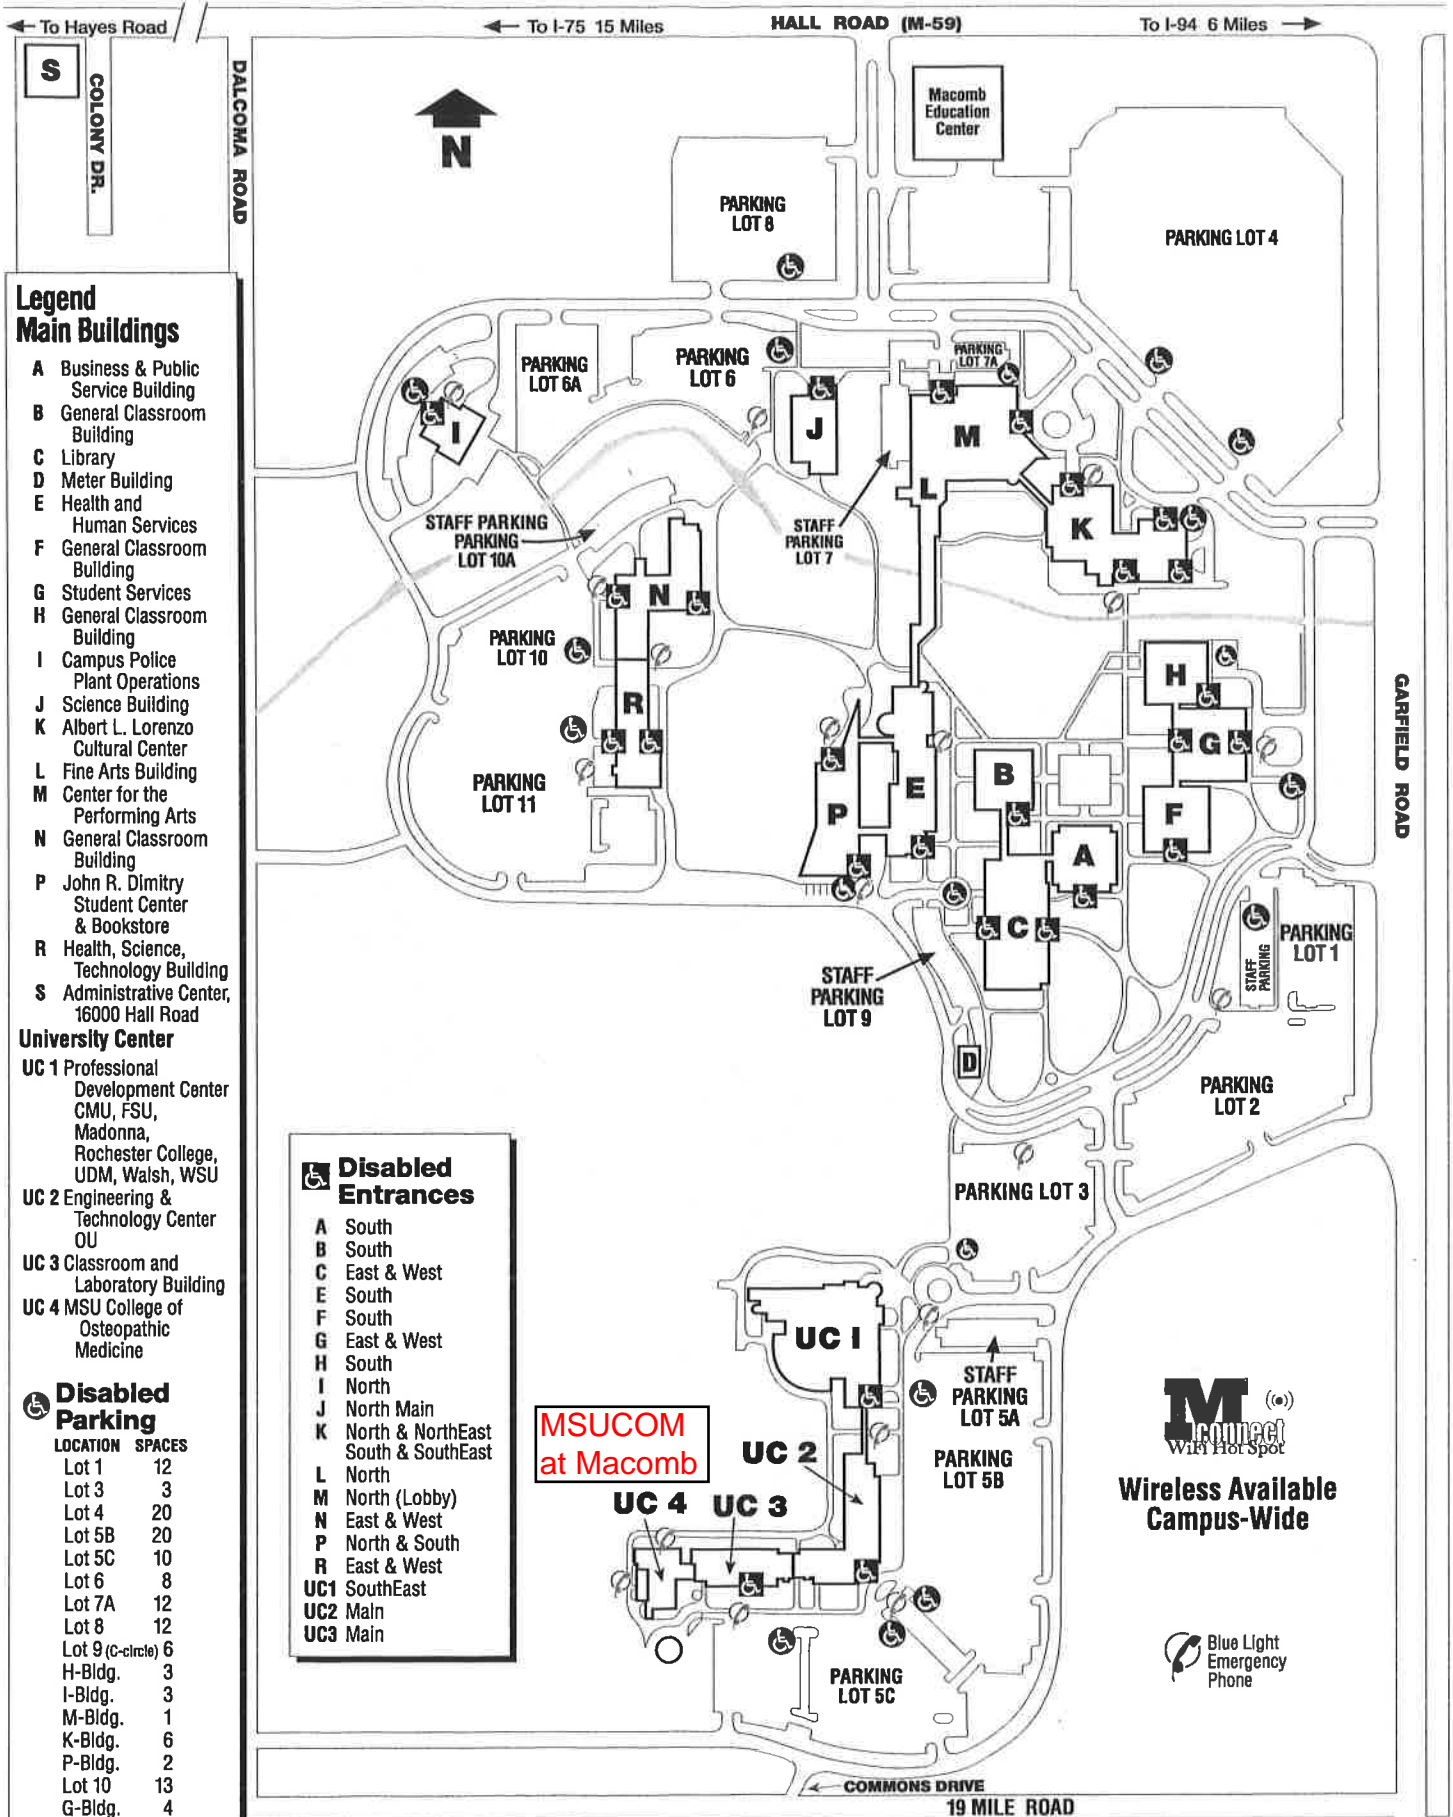 To Hayes Road
To I-75 15 Miles
HALL ROAD (M-59)
To I-94 6 Miles
S
COLONY DR.
DALCOMA ROAD
N
Macomb
Education
Center
PARKING
LOT 8
PARKING LOT 4
Legend
Main Buildings
A Business & Public
Service Building
B General Classroom
Building
C Library
D Meter Building
E Health and
Human Services
F General Classroom
Building
G Student Services
H General Classroom
Building
I Campus Police
Plant Operations
J Science Building
K Albert L. Lorenzo
Cultural Center
L Fine Arts Building
M Center for the
Performing Arts
N General Classroom
Building
P John R. Dimitry
Student Center
& Bookstore
R Health, Science,
Technology Building
S Administrative Center,
16000 Hall Road
University Center
UC 1 Professional
Development Center
CMU, FSU,
Madonna,
Rochester College,
UDM, Walsh, WSU
UC 2 Engineering &
Technology Center
OU
UC 3 Classroom and
Laboratory Building
UC 4 MSU College of
Osteopathic
Medicine
Disabled
Parking
LOCATION SPACES
Lot 1 12
Lot 3 3
Lot 4 20
Lot 5B 20
Lot 5C 10
Lot 6 8
Lot 7A 12
Lot 8 12
Lot 9 (C-circle) 6
H-Bldg. 3
I-Bldg. 3
M-Bldg. 1
K-Bldg. 6
P-Bldg. 2
Lot 10 13
G-Bldg. 4
PARKING
LOT 6A
PARKING
LOT 6
PARKING
LOT 7A
I
J
M
L
K
STAFF PARKING
PARKING
LOT 10A
STAFF
PARKING
LOT 7
N
PARKING
LOT 10
R
PARKING
LOT 11
H
G
GARFIELD ROAD
B
E
P
F
A
C
STAFF
PARKING
LOT 9
D
STAFF
PARKING
PARKING
LOT 1
PARKING
LOT 2
PARKING LOT 3
Disabled
Entrances
A South
B South
C East & West
E South
F South
G East & West
H South
I North
J North Main
K North & NorthEast
South & SouthEast
L North
M North (Lobby)
N East & West
P North & South
R East & West
UC1 SouthEast
UC2 Main
UC3 Main
UC I
STAFF
PARKING
LOT 5A
MSUCOM
at Macomb
UC 2
UC 4
UC 3
PARKING
LOT 5B
PARKING
LOT 5C
M
connect
WiFi Hot Spot
Wireless Available
Campus-Wide
Blue Light
Emergency
Phone
COMMONS DRIVE
19 MILE ROAD